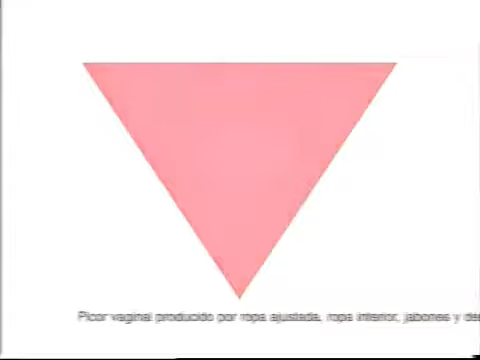 Picor vaginal producido por ropa ajustada, ropa interior, jabones y